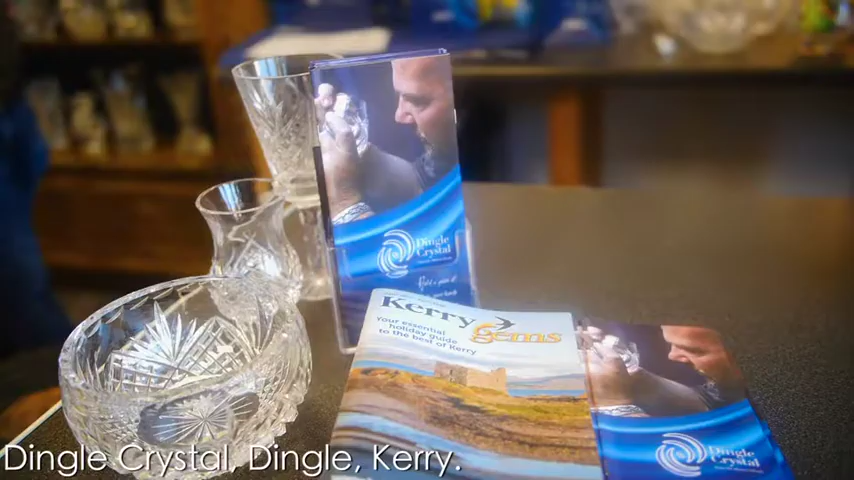 Dingle
Crystal
Kerry
Gems
Your essential
holiday guide
to the best of Kerry
Dingle
Crystal
Dingle Crystal, Dingle, Kerry.